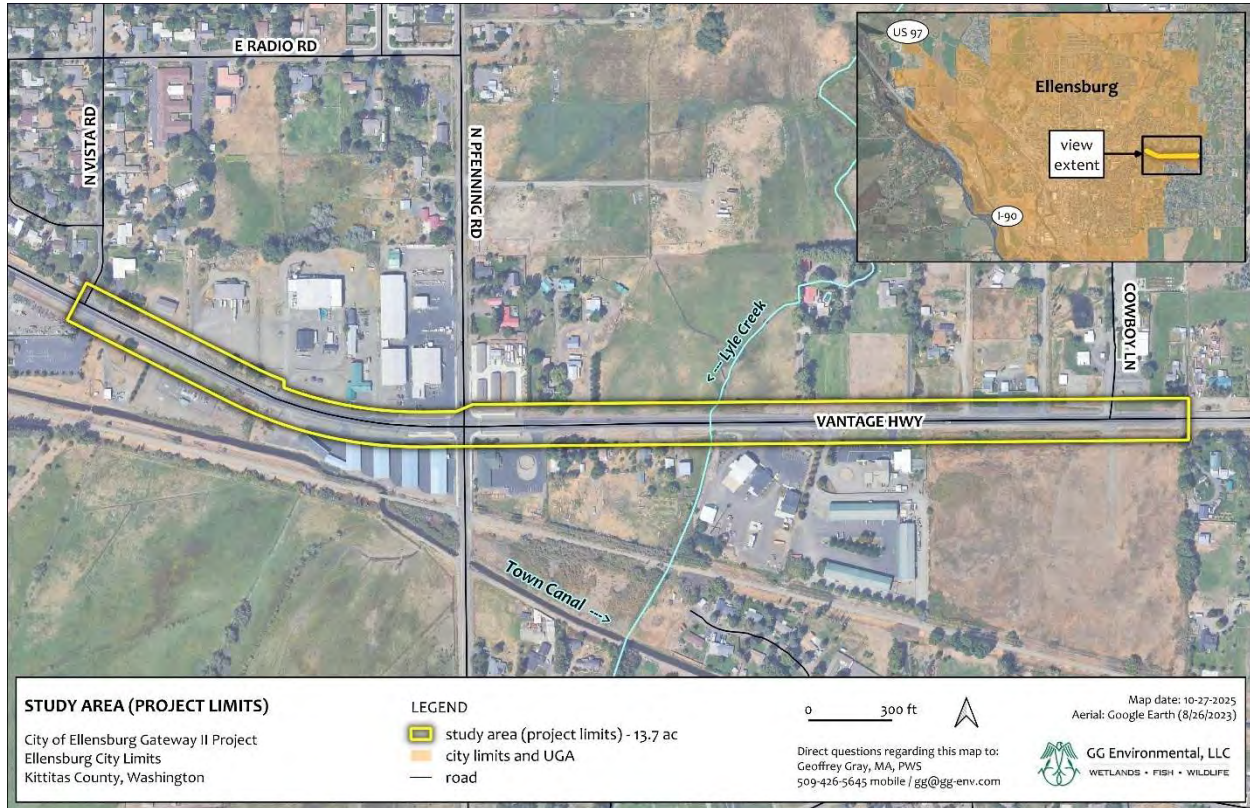 E RADIO RD
N VISTA RD
N PFENNING RD
US 97
Ellensburg
view
extent
I-90
<--- Lyle Creek
COWBOY LN
VANTAGE HWY
Town Canal --->
STUDY AREA (PROJECT LIMITS)
City of Ellensburg Gateway II Project
Ellensburg City Limits
Kittitas County, Washington
LEGEND
study area (project limits) - 13.7 ac
city limits and UGA
road
0 300 ft
Direct questions regarding this map to:
Geoffrey Gray, MA, PWS
509-426-5645 mobile / gg@gg-env.com
Map date: 10-27-2025
Aerial: Google Earth (8/26/2023)
GG Environmental, LLC
WETLANDS • FISH • WILDLIFE